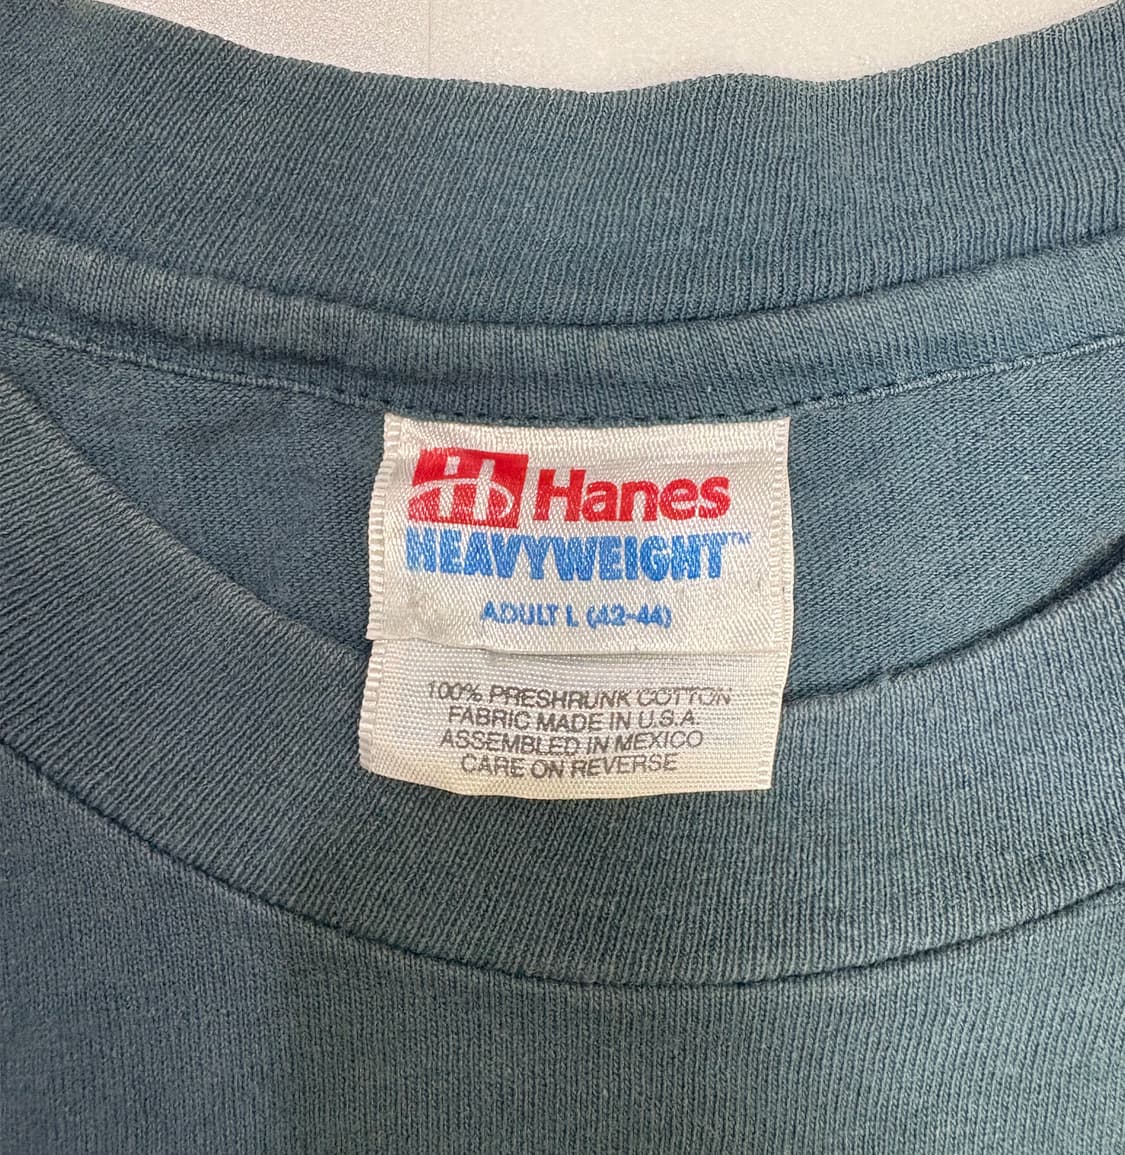 Hanes
HEAVYWEIGHT™
ADULT L (42-44)
100% PRESHRUNK COTTON
FABRIC MADE IN U.S.A.
ASSEMBLED IN MEXICO
CARE ON REVERSE